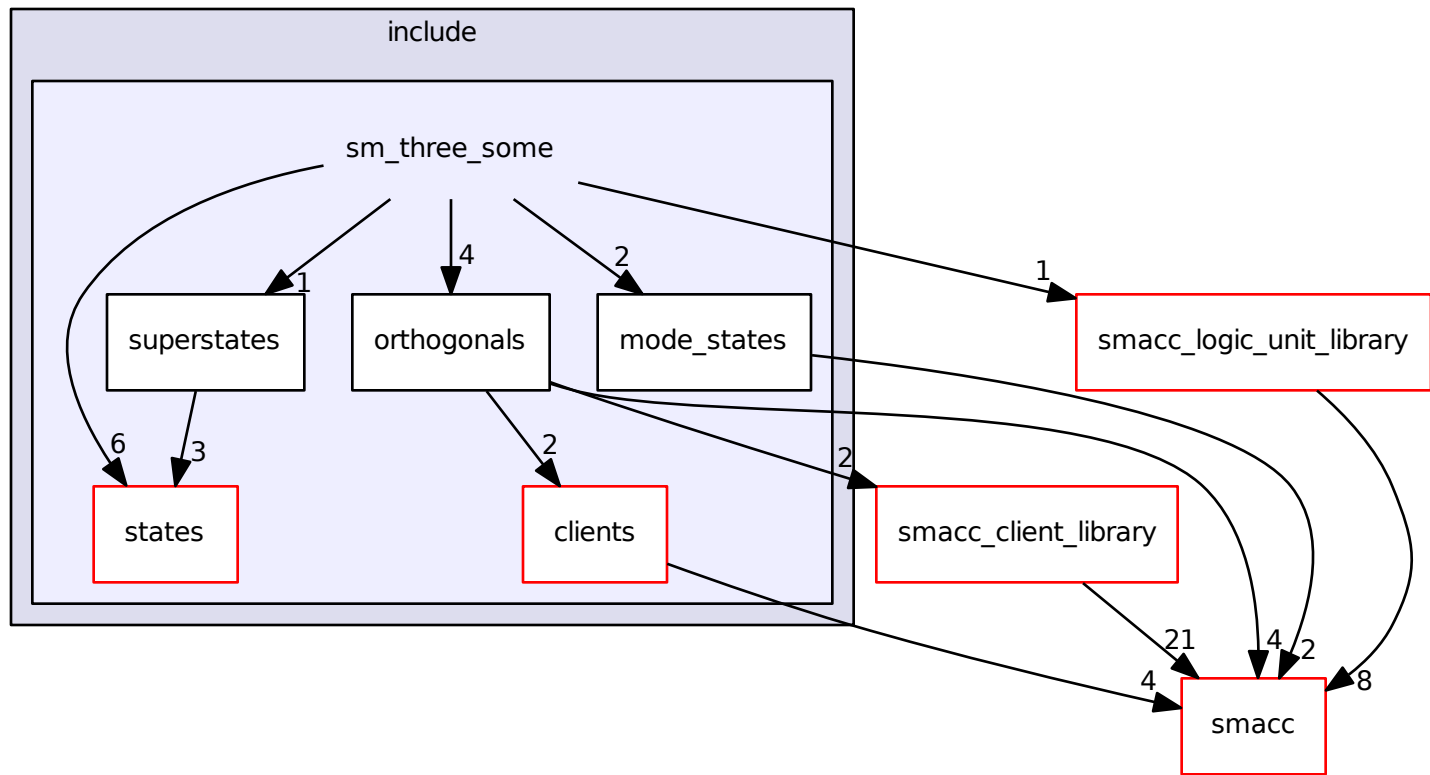 include
sm_three_some
4
2
1
1
superstates
orthogonals
mode_states
smacc_logic_unit_library
6
3
2
2
states
clients
smacc_client_library
21
4
2
4
8
smacc